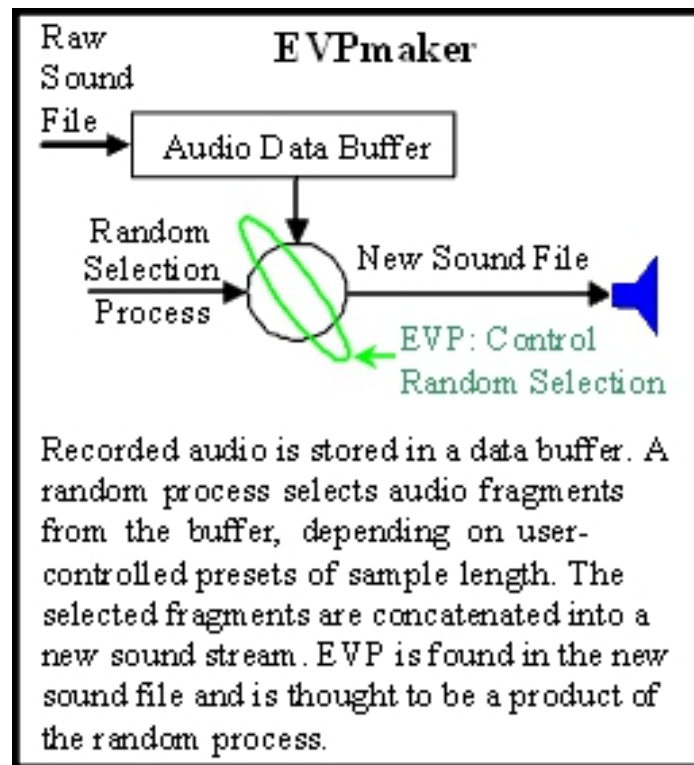 Raw
Sound
File
EVPmaker
Audio Data Buffer
Random
Selection
Process
New Sound File
EVP: Control
Random Selection
Recorded audio is stored in a data buffer. A
random process selects audio fragments
from the buffer, depending on user-
controlled presets of sample length. The
selected fragments are concatenated into a
new sound stream. EVP is found in the new
sound file and is thought to be a product of
the random process.